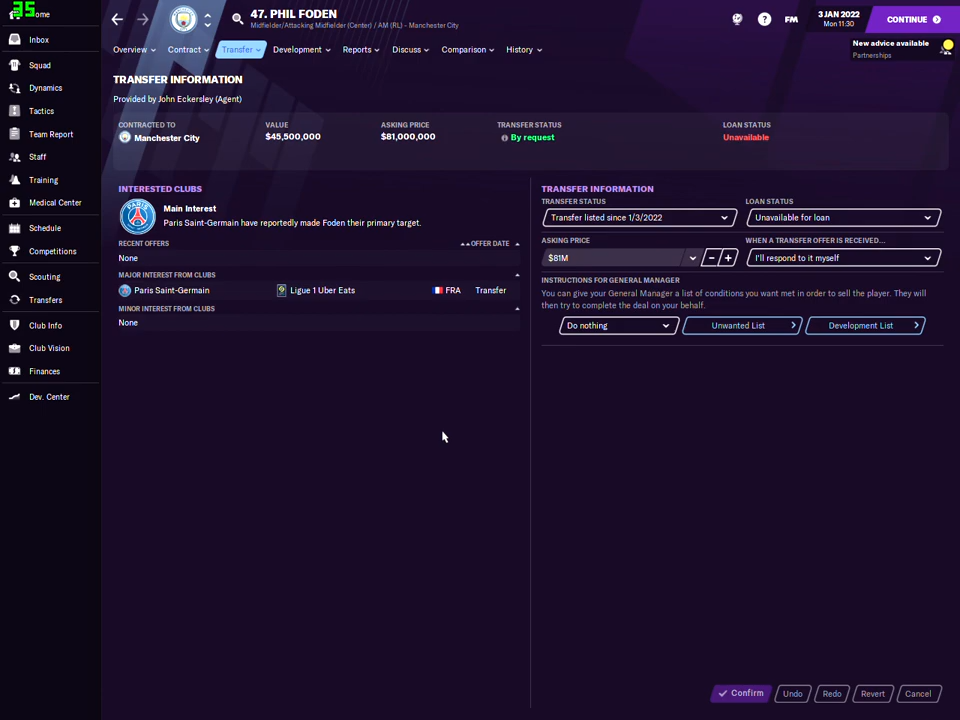 35
ome
47. PHIL FODEN
Midfielder/Attacking Midfielder (Center) / AM (RL) - Manchester City
FM
3 JAN 2022
Mon 11:30
CONTINUE
New advice available
Partnerships
Overview
Contract
Transfer
Development
Reports
Discuss
Comparison
History
Inbox
Squad
Dynamics
Tactics
Team Report
Staff
Training
Medical Center
Schedule
Competitions
Scouting
Transfers
Club Info
Club Vision
Finances
Dev. Center
TRANSFER INFORMATION
Provided by John Eckersley (Agent)
CONTRACTED TO
Manchester City
VALUE
$45,500,000
ASKING PRICE
$81,000,000
TRANSFER STATUS
By request
LOAN STATUS
Unavailable
INTERESTED CLUBS
Main Interest
Paris Saint-Germain have reportedly made Foden their primary target.
RECENT OFFERS OFFER DATE
None
MAJOR INTEREST FROM CLUBS
Paris Saint-Germain Ligue 1 Uber Eats FRA Transfer
MINOR INTEREST FROM CLUBS
None
TRANSFER INFORMATION
TRANSFER STATUS
Transfer listed since 1/3/2022
LOAN STATUS
Unavailable for loan
ASKING PRICE
$81M
WHEN A TRANSFER OFFER IS RECEIVED...
I'll respond to it myself
INSTRUCTIONS FOR GENERAL MANAGER
You can give your General Manager a list of conditions you want met in order to sell the player. They will
then try to complete the deal on your behalf.
Do nothing
Unwanted List
Development List
Confirm
Undo
Redo
Revert
Cancel